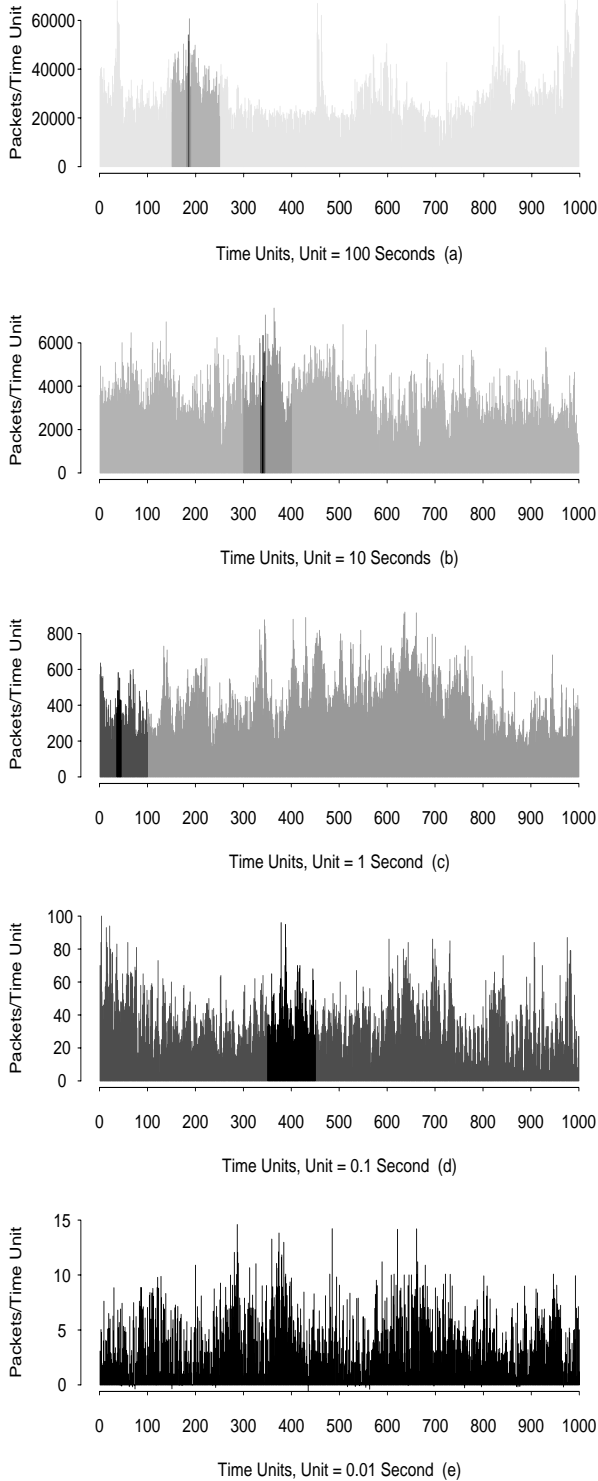 Packets/Time Unit
60000
40000
20000
0
0 100 200 300 400 500 600 700 800 900 1000
Time Units, Unit = 100 Seconds (a)
Packets/Time Unit
6000
4000
2000
0
0 100 200 300 400 500 600 700 800 900 1000
Time Units, Unit = 10 Seconds (b)
Packets/Time Unit
800
600
400
200
0
0 100 200 300 400 500 600 700 800 900 1000
Time Units, Unit = 1 Second (c)
Packets/Time Unit
100
80
60
40
20
0
0 100 200 300 400 500 600 700 800 900 1000
Time Units, Unit = 0.1 Second (d)
Packets/Time Unit
15
10
5
0
0 100 200 300 400 500 600 700 800 900 1000
Time Units, Unit = 0.01 Second (e)